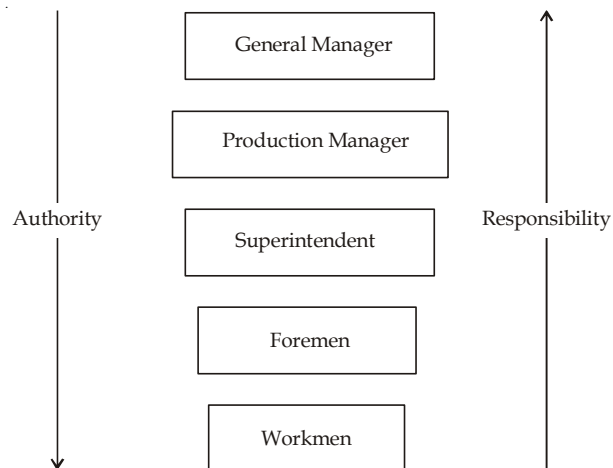 General Manager
Production Manager
Authority
Superintendent
Responsibility
Foremen
Workmen